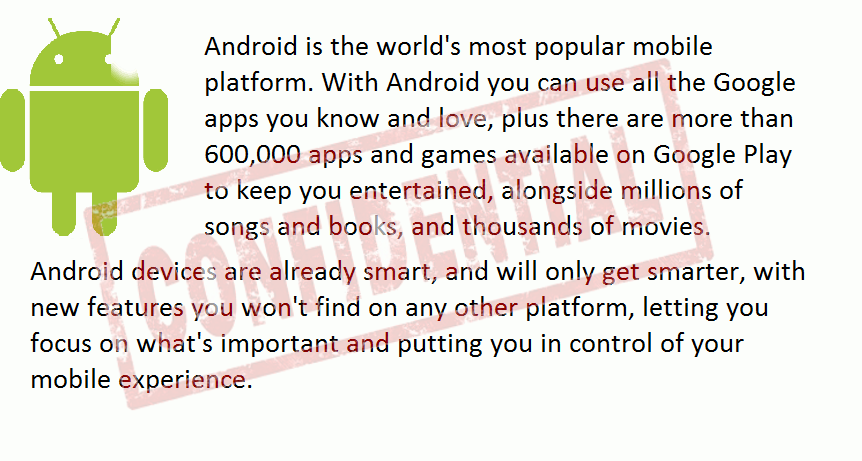 Android is the world's most popular mobile
platform. With Android you can use all the Google
apps you know and love, plus there are more than
600,000 apps and games available on Google Play
to keep you entertained, alongside millions of
songs and books, and thousands of movies.
Android devices are already smart, and will only get smarter, with
new features you won't find on any other platform, letting you
focus on what's important and putting you in control of your
mobile experience.
CONFIDENTIAL